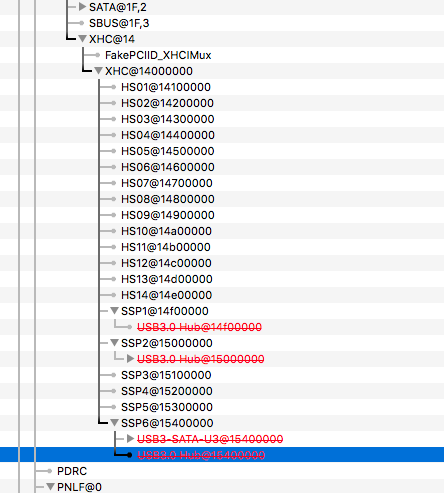 SATA@1F,2
SBUS@1F,3
XHC@14
FakePCIID_XHCIMux
XHC@14000000
HS01@14100000
HS02@14200000
HS03@14300000
HS04@14400000
HS05@14500000
HS06@14600000
HS07@14700000
HS08@14800000
HS09@14900000
HS10@14a00000
HS11@14b00000
HS12@14c00000
HS13@14d00000
HS14@14e00000
SSP1@14f00000
USB3.0 Hub@14f00000
SSP2@15000000
USB3.0 Hub@15000000
SSP3@15100000
SSP4@15200000
SSP5@15300000
SSP6@15400000
USB3-SATA-U3@15400000
USB3.0 Hub@15400000
PDRC
PNLF@0